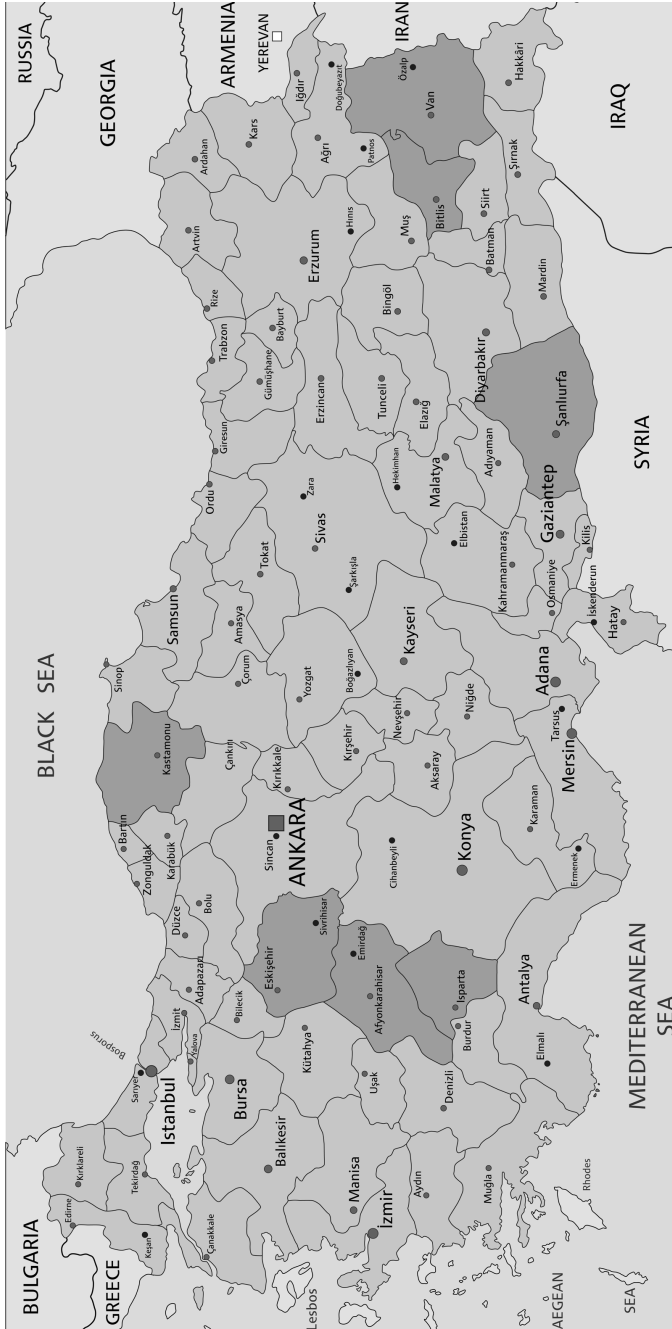 BULGARIA
GREECE
BLACK SEA
RUSSIA
GEORGIA
ARMENIA
YEREVAN
IRAN
IRAQ
SYRIA
MEDITERRANEAN
SEA
AEGEAN
SEA
Lesbos
Rhodes
Bosporus
Edirne
Kırklareli
Tekirdağ
Keşan
Çanakkale
Sarıyer
Istanbul
Yalova
İzmit
Adapazarı
Düzce
Bolu
Zonguldak
Bartın
Karabük
Kastamonu
Çankırı
Sinop
Samsun
Çorum
Amasya
Tokat
Ordu
Giresun
Trabzon
Gümüşhane
Bayburt
Rize
Artvin
Ardahan
Kars
Iğdır
Doğubeyazıt
Ağrı
Patnos
Erzurum
Hınıs
Erzincan
Bursa
Bilecik
Balıkesir
Kütahya
Eskişehir
Sivrihisar
Sincan
ANKARA
Kırıkkale
Kırşehir
Yozgat
Boğazlıyan
Sivas
Zara
Şarkışla
Manisa
İzmir
Uşak
Afyonkarahisar
Emirdağ
Cihanbeyli
Aksaray
Nevşehir
Niğde
Kayseri
Hekimhan
Malatya
Elbistan
Tunceli
Elazığ
Bingöl
Muş
Bitlis
Van
Özalp
Aydın
Denizli
Muğla
Burdur
Isparta
Antalya
Elmalı
Konya
Karaman
Ermenek
Mersin
Tarsus
Adana
Kahramanmaraş
Osmaniye
Gaziantep
Kilis
İskenderun
Hatay
Adıyaman
Şanlıurfa
Diyarbakır
Batman
Mardin
Siirt
Şırnak
Hakkâri